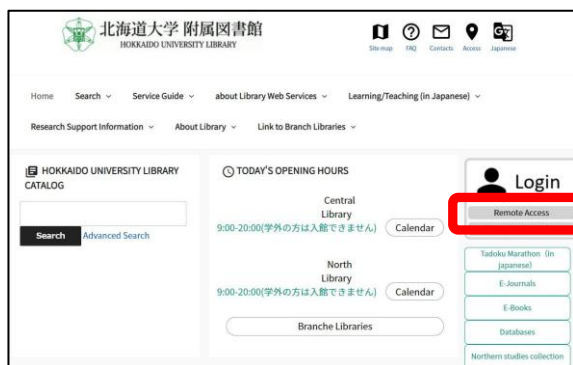 北海道大学 附属図書館
HOKKAIDO UNIVERSITY LIBRARY
Site map FAQ Contacts Access Japanese
Home Search Service Guide about Library Web Services Learning/Teaching (in Japanese)
Research Support Information About Library Link to Branch Libraries
HOKKAIDO UNIVERSITY LIBRARY
CATALOG
Search Advanced Search
TODAY'S OPENING HOURS
Central
Library
9:00-20:00(学外の方は入館できません) Calendar
North
Library
9:00-20:00(学外の方は入館できません) Calendar
Branche Libraries
Login
Remote Access
Tadoku Marathon (in
japanese)
E-Journals
E-Books
Databases
Northern studies collection